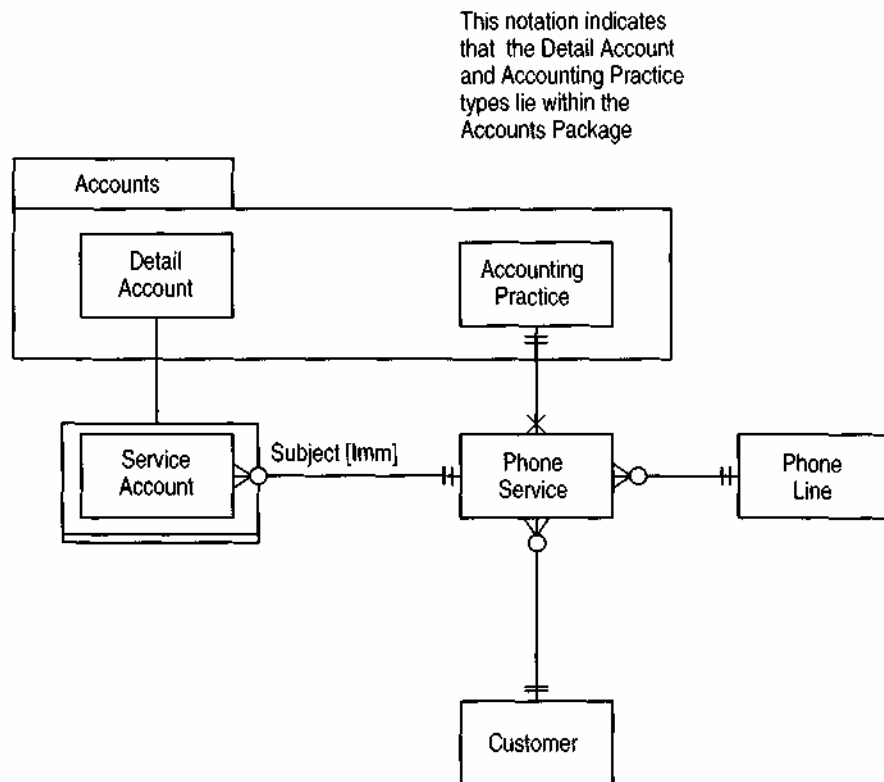 This notation indicates
that the Detail Account
and Accounting Practice
types lie within the
Accounts Package
Accounts
Detail
Account
Accounting
Practice
Service
Account
Subject [Imm]
Phone
Service
Phone
Line
Customer